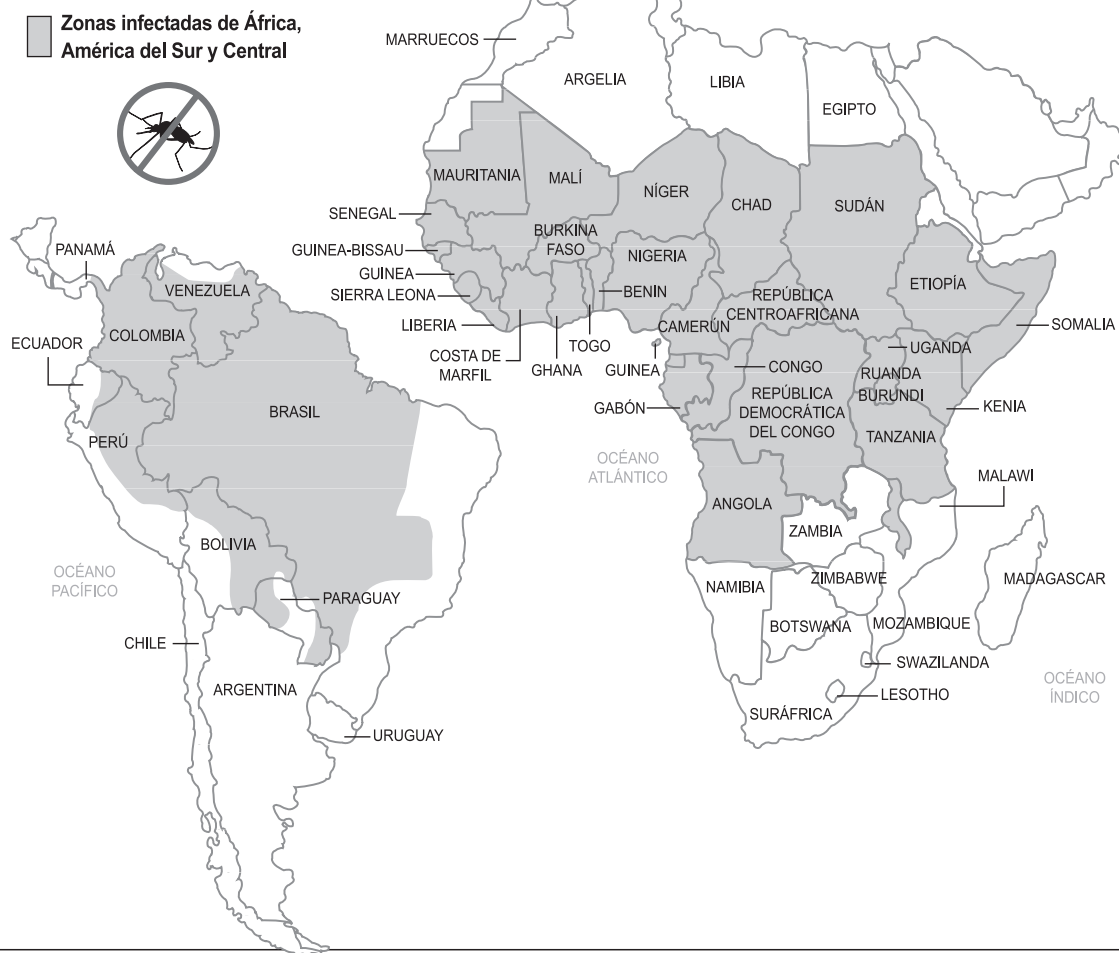 Zonas infectadas de África,
América del Sur y Central
MARRUECOS
ARGELIA
LIBIA
EGIPTO
MAURITANIA
MALÍ
NÍGER
CHAD
SUDÁN
SENEGAL
BURKINA
FASO
GUINEA-BISSAU
NIGERIA
GUINEA
ETIOPÍA
SIERRA LEONA
BENIN
REPÚBLICA
CENTROAFRICANA
LIBERIA
CAMERÚN
SOMALIA
COSTA DE
MARFIL
GHANA
TOGO
GUINEA
UGANDA
CONGO
RUANDA
BURUNDI
GABÓN
REPÚBLICA
DEMOCRÁTICA
DEL CONGO
KENIA
TANZANIA
PANAMÁ
VENEZUELA
COLOMBIA
ECUADOR
BRASIL
PERÚ
OCÉANO
ATLÁNTICO
MALAWI
ANGOLA
ZAMBIA
BOLIVIA
OCÉANO
PACÍFICO
PARAGUAY
NAMIBIA
ZIMBABWE
MADAGASCAR
BOTSWANA
MOZAMBIQUE
CHILE
SWAZILANDA
ARGENTINA
LESOTHO
OCÉANO
ÍNDICO
SURÁFRICA
URUGUAY